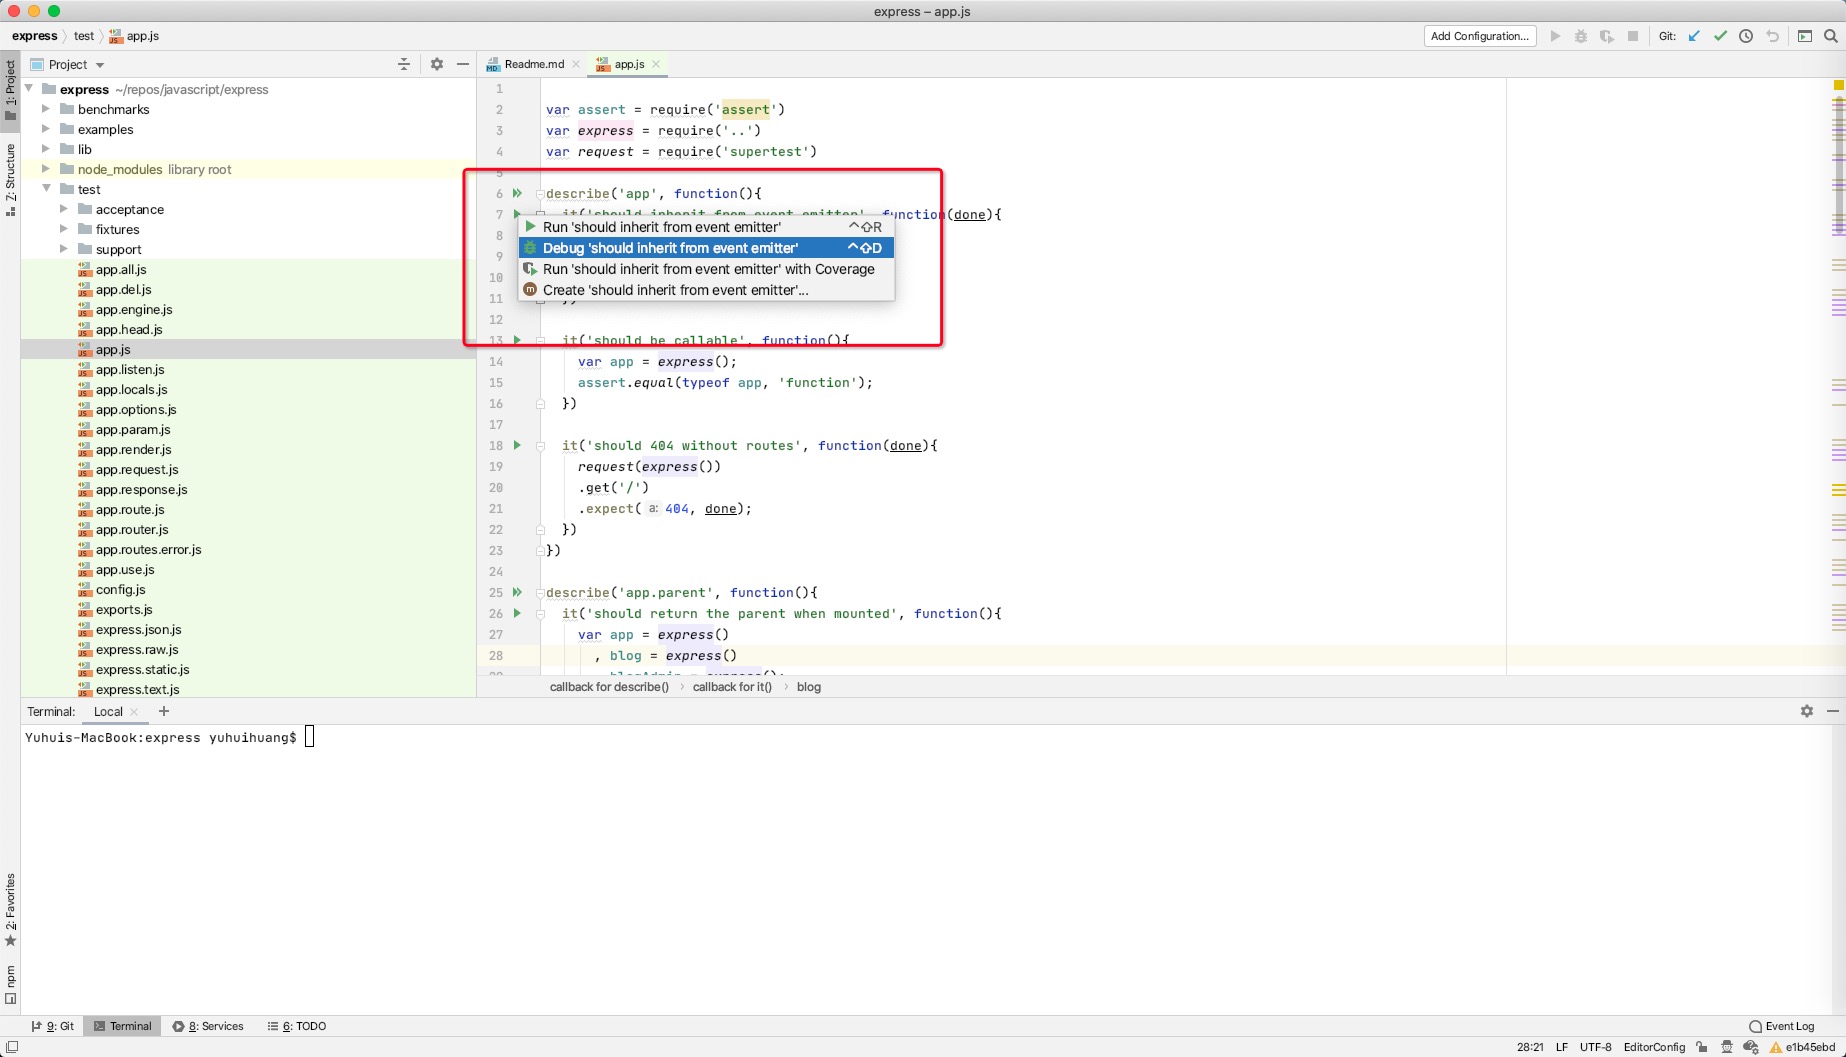 express – app.js
express test app.js
Add Configuration... Git:
Project
Readme.md app.js
1: Project
Z: Structure
2: Favorites
npm
express ~/repos/javascript/express
benchmarks
examples
lib
node_modules library root
test
acceptance
fixtures
support
app.all.js
app.del.js
app.engine.js
app.head.js
app.js
app.listen.js
app.locals.js
app.options.js
app.param.js
app.render.js
app.request.js
app.response.js
app.route.js
app.router.js
app.routes.error.js
app.use.js
config.js
exports.js
express.json.js
express.raw.js
express.static.js
express.text.js
1
2 var assert = require('assert')
3 var express = require('..')
4 var request = require('supertest')
5
6 describe('app', function(){
7 it('should inherit from event emitter', function(done){
8
9
10
11 })
12
13 it('should be callable', function(){
14 var app = express();
15 assert.equal(typeof app, 'function');
16 })
17
18 it('should 404 without routes', function(done){
19 request(express())
20 .get('/')
21 .expect( a: 404, done);
22 })
23 })
24
25 describe('app.parent', function(){
26 it('should return the parent when mounted', function(){
27 var app = express()
28 , blog = express()
Run 'should inherit from event emitter' ^⇧R
Debug 'should inherit from event emitter' ^⇧D
Run 'should inherit from event emitter' with Coverage
Create 'should inherit from event emitter'...
callback for describe() callback for it() blog
Terminal: Local
Yuhuis-MacBook:express yuhuihuang$
9: Git Terminal 8: Services 6: TODO Event Log
28:21 LF UTF-8 EditorConfig e1b45ebd